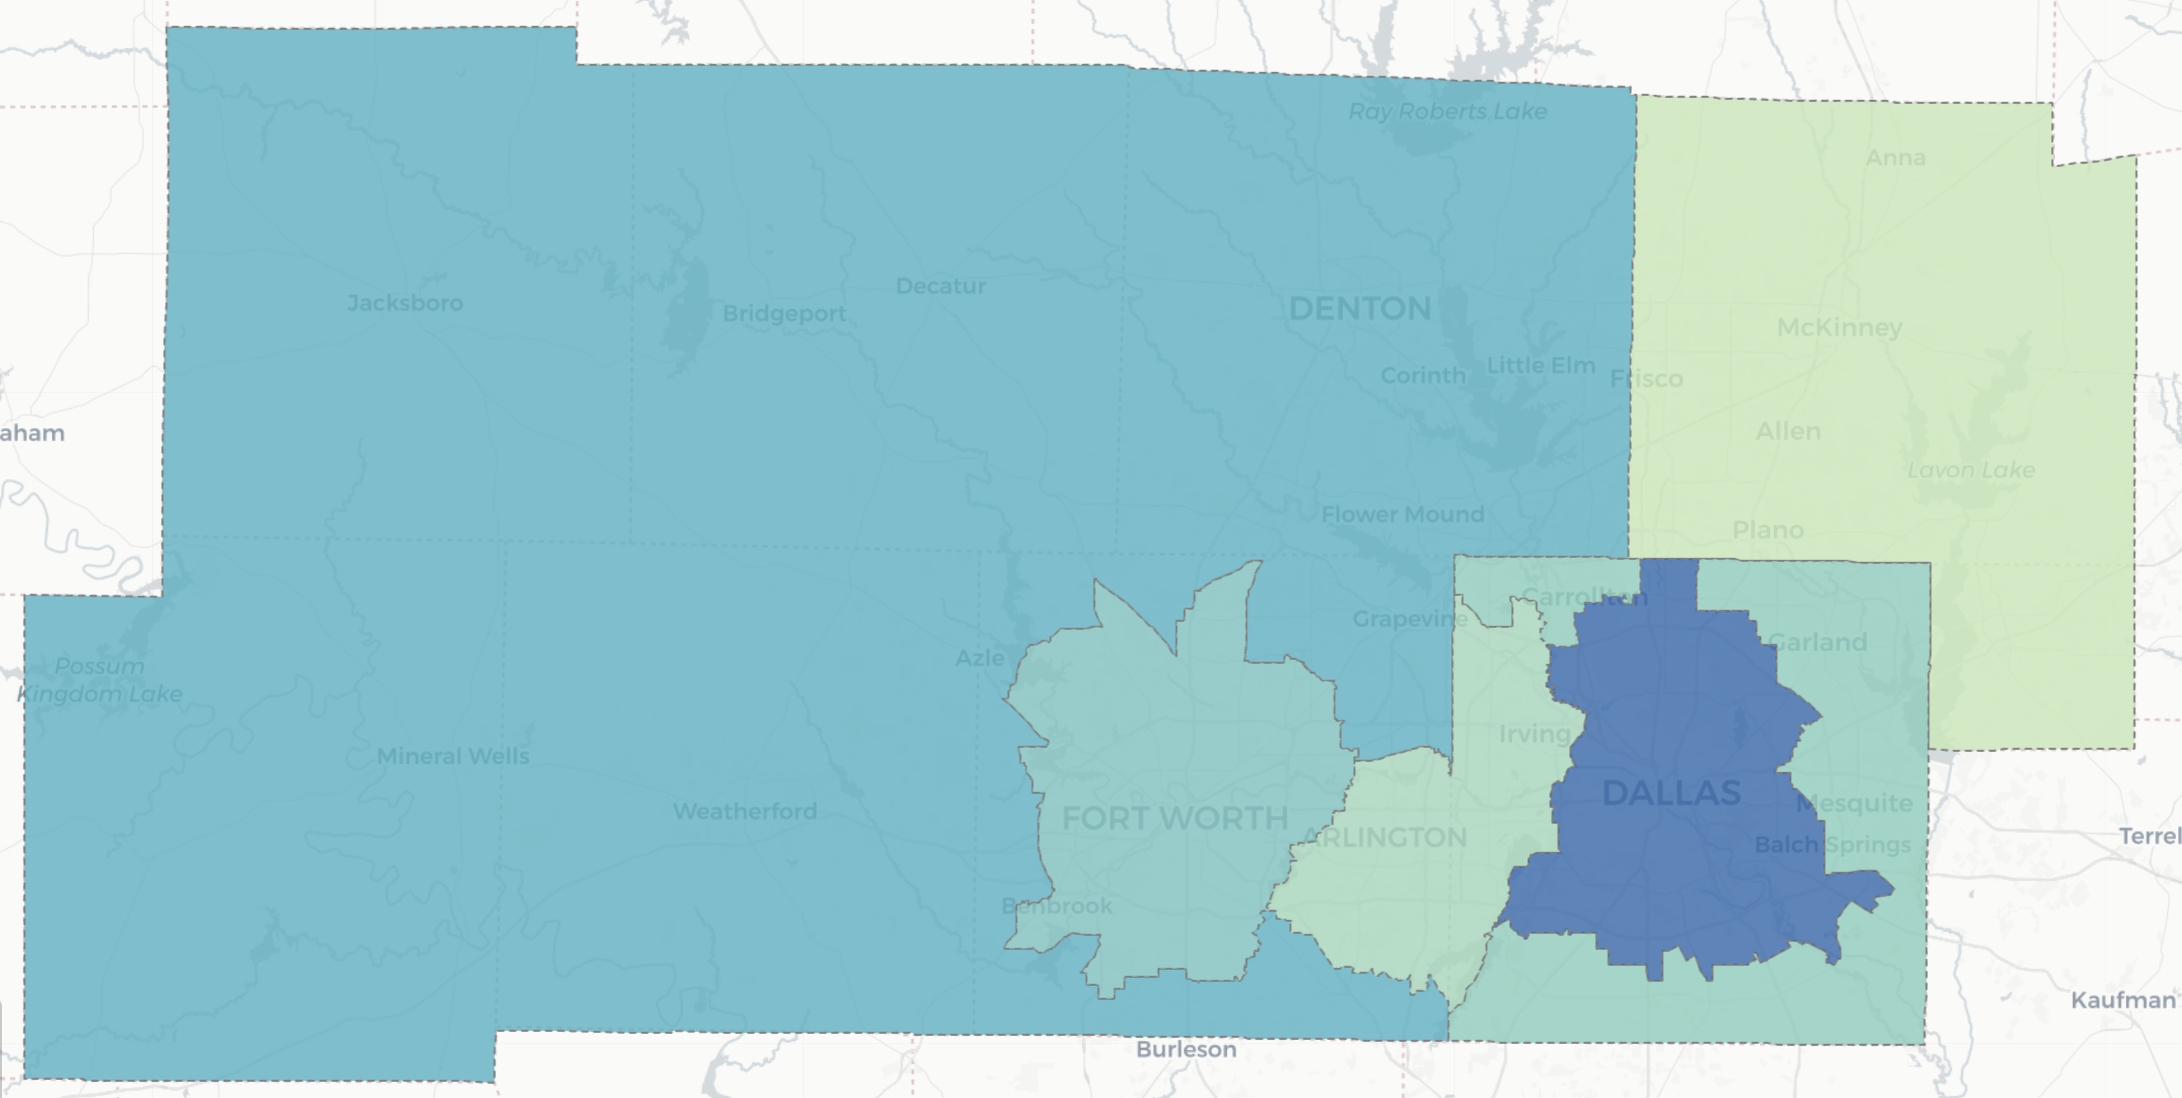 Ray Roberts Lake
Anna
Decatur
Jacksboro
Bridgeport
DENTON
McKinney
Little Elm
Corinth
Frisco
Allen
aham
Lavon Lake
Flower Mound
Plano
Carrollton
Grapevine
Garland
Azle
Possum
Kingdom Lake
Irving
Mineral Wells
DALLAS
Mesquite
Weatherford
FORT WORTH
ARLINGTON
Terrel
Balch Springs
Benbrook
Kaufman
Burleson